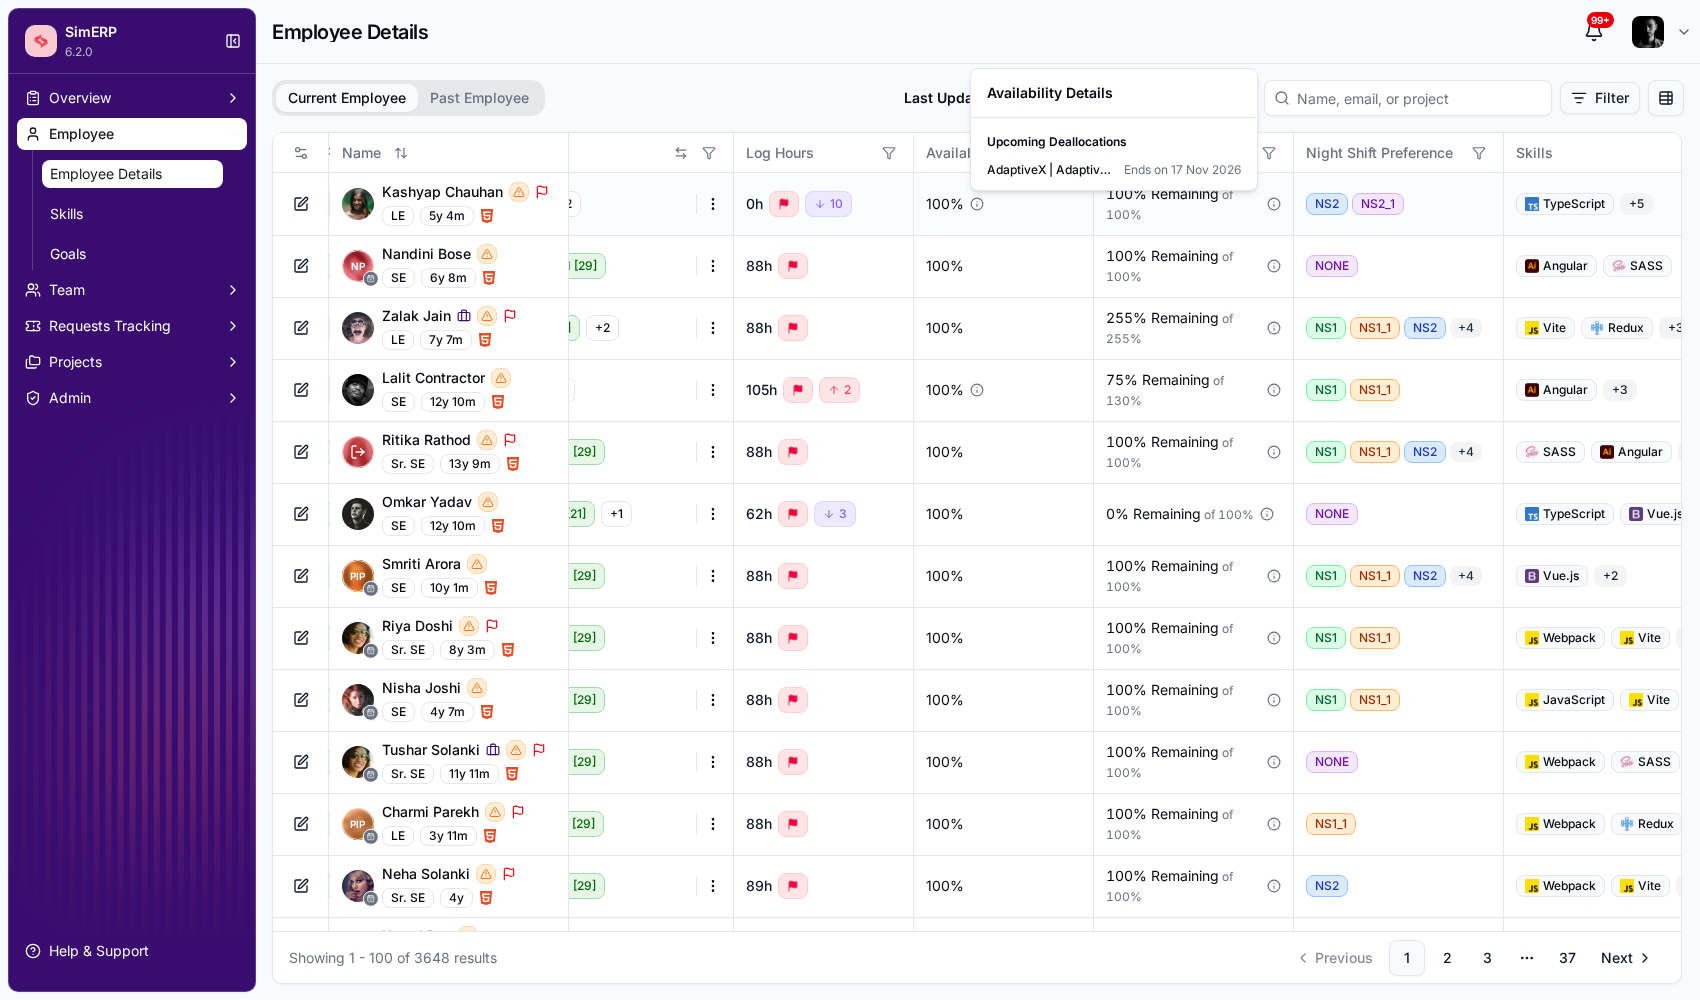 SimERP
6.2.0
Overview
Employee
Employee Details
Skills
Goals
Team
Requests Tracking
Projects
Admin
Help & Support
Employee Details
99+
Current Employee Past Employee
Last Upda
Name, email, or project
Filter
Availability Details
Upcoming Deallocations
AdaptiveX | Adaptiv... Ends on 17 Nov 2026
Name Log Hours Availab Night Shift Preference Skills
Kashyap Chauhan
LE 5y 4m
0h 10 100% 100% Remaining of 100% NS2 NS2_1 TypeScript +5
Nandini Bose
NP SE 6y 8m
[29] 88h 100% 100% Remaining of 100% NONE Angular SASS
Zalak Jain
LE 7y 7m
+2 88h 100% 255% Remaining of 255% NS1 NS1_1 NS2 +4 Vite Redux +3
Lalit Contractor
SE 12y 10m
105h 2 100% 75% Remaining of 130% NS1 NS1_1 Angular +3
Ritika Rathod
Sr. SE 13y 9m
[29] 88h 100% 100% Remaining of 100% NS1 NS1_1 NS2 +4 SASS Angular
Omkar Yadav
SE 12y 10m
[21] +1 62h 3 100% 0% Remaining of 100% NONE TypeScript Vue.js
Smriti Arora
PIP SE 10y 1m
[29] 88h 100% 100% Remaining of 100% NS1 NS1_1 NS2 +4 Vue.js +2
Riya Doshi
Sr. SE 8y 3m
[29] 88h 100% 100% Remaining of 100% NS1 NS1_1 Webpack Vite
Nisha Joshi
SE 4y 7m
[29] 88h 100% 100% Remaining of 100% NS1 NS1_1 JavaScript Vite
Tushar Solanki
Sr. SE 11y 11m
[29] 88h 100% 100% Remaining of 100% NONE Webpack SASS
Charmi Parekh
PIP LE 3y 11m
[29] 88h 100% 100% Remaining of 100% NS1_1 Webpack Redux
Neha Solanki
Sr. SE 4y
[29] 89h 100% 100% Remaining of 100% NS2 Webpack Vite
Showing 1 - 100 of 3648 results
Previous 1 2 3 ••• 37 Next